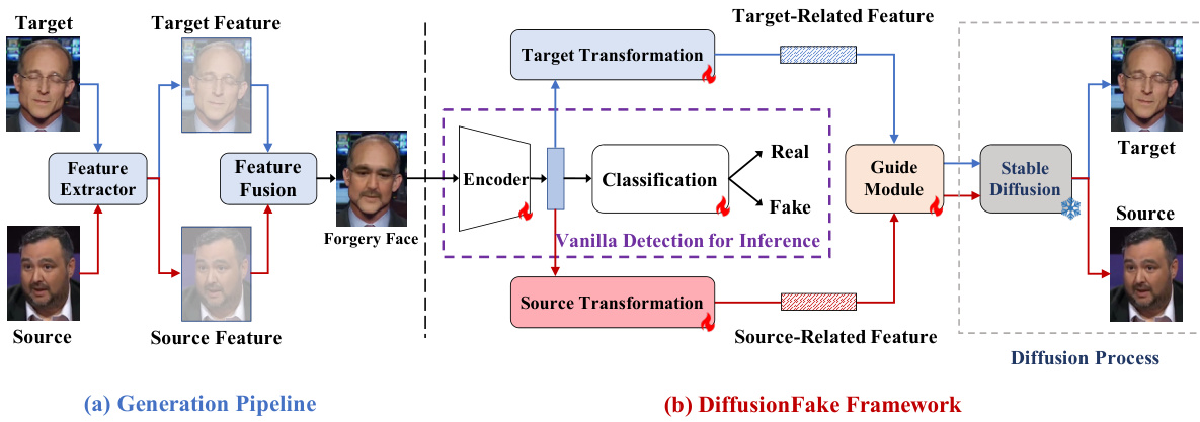 Target
Target Feature
Feature
Extractor
Feature
Fusion
Forgery Face
Source
Source Feature
(a) Generation Pipeline
Target-Related Feature
Target Transformation
Encoder
Classification
Real
Fake
Vanilla Detection for Inference
Source Transformation
Source-Related Feature
Guide
Module
Stable
Diffusion
Target
Source
Diffusion Process
(b) DiffusionFake Framework